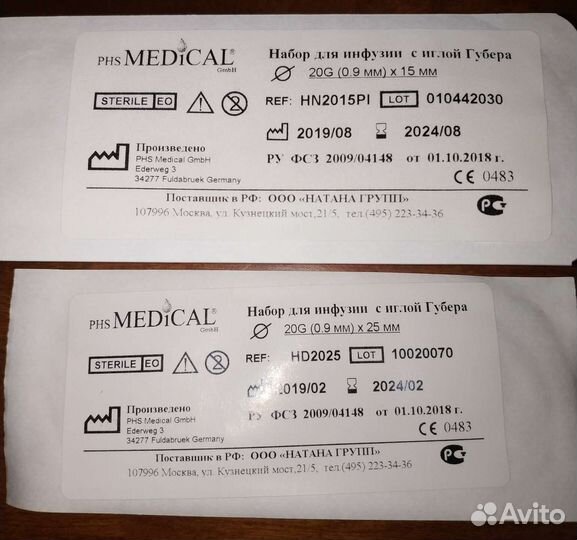 PHS MEDiCAL®
GmbH
Набор для инфузии с иглой Губера
20G (0.9 мм) х 15 мм
STERILE EO
REF: HN2015PI LOT 010442030
2019/08 2024/08
Произведено
PHS Medical GmbH
Ederweg 3
34277 Fuldabruek Germany
РУ ФСЗ 2009/04148 от 01.10.2018 г.
CE 0483
Поставщик в РФ: ООО «НАТАНА ГРУПП»
107996 Москва, ул. Кузнецкий мост,21/5, тел.(495) 223-34-36
PHS MEDiCAL®
GmbH
Набор для инфузии с иглой Губера
20G (0.9 мм) х 25 мм
STERILE EO
REF: HD2025 LOT 10020070
2019/02 2024/02
Произведено
PHS Medical GmbH
Ederweg 3
34277 Fuldabruek Germany
РУ ФСЗ 2009/04148 от 01.10.2018 г.
CE 0483
Поставщик в РФ: ООО «НАТАНА ГРУПП»
107996 Москва, ул. Кузнецкий мост,21/5, тел.(495) 223-34-36
Avito